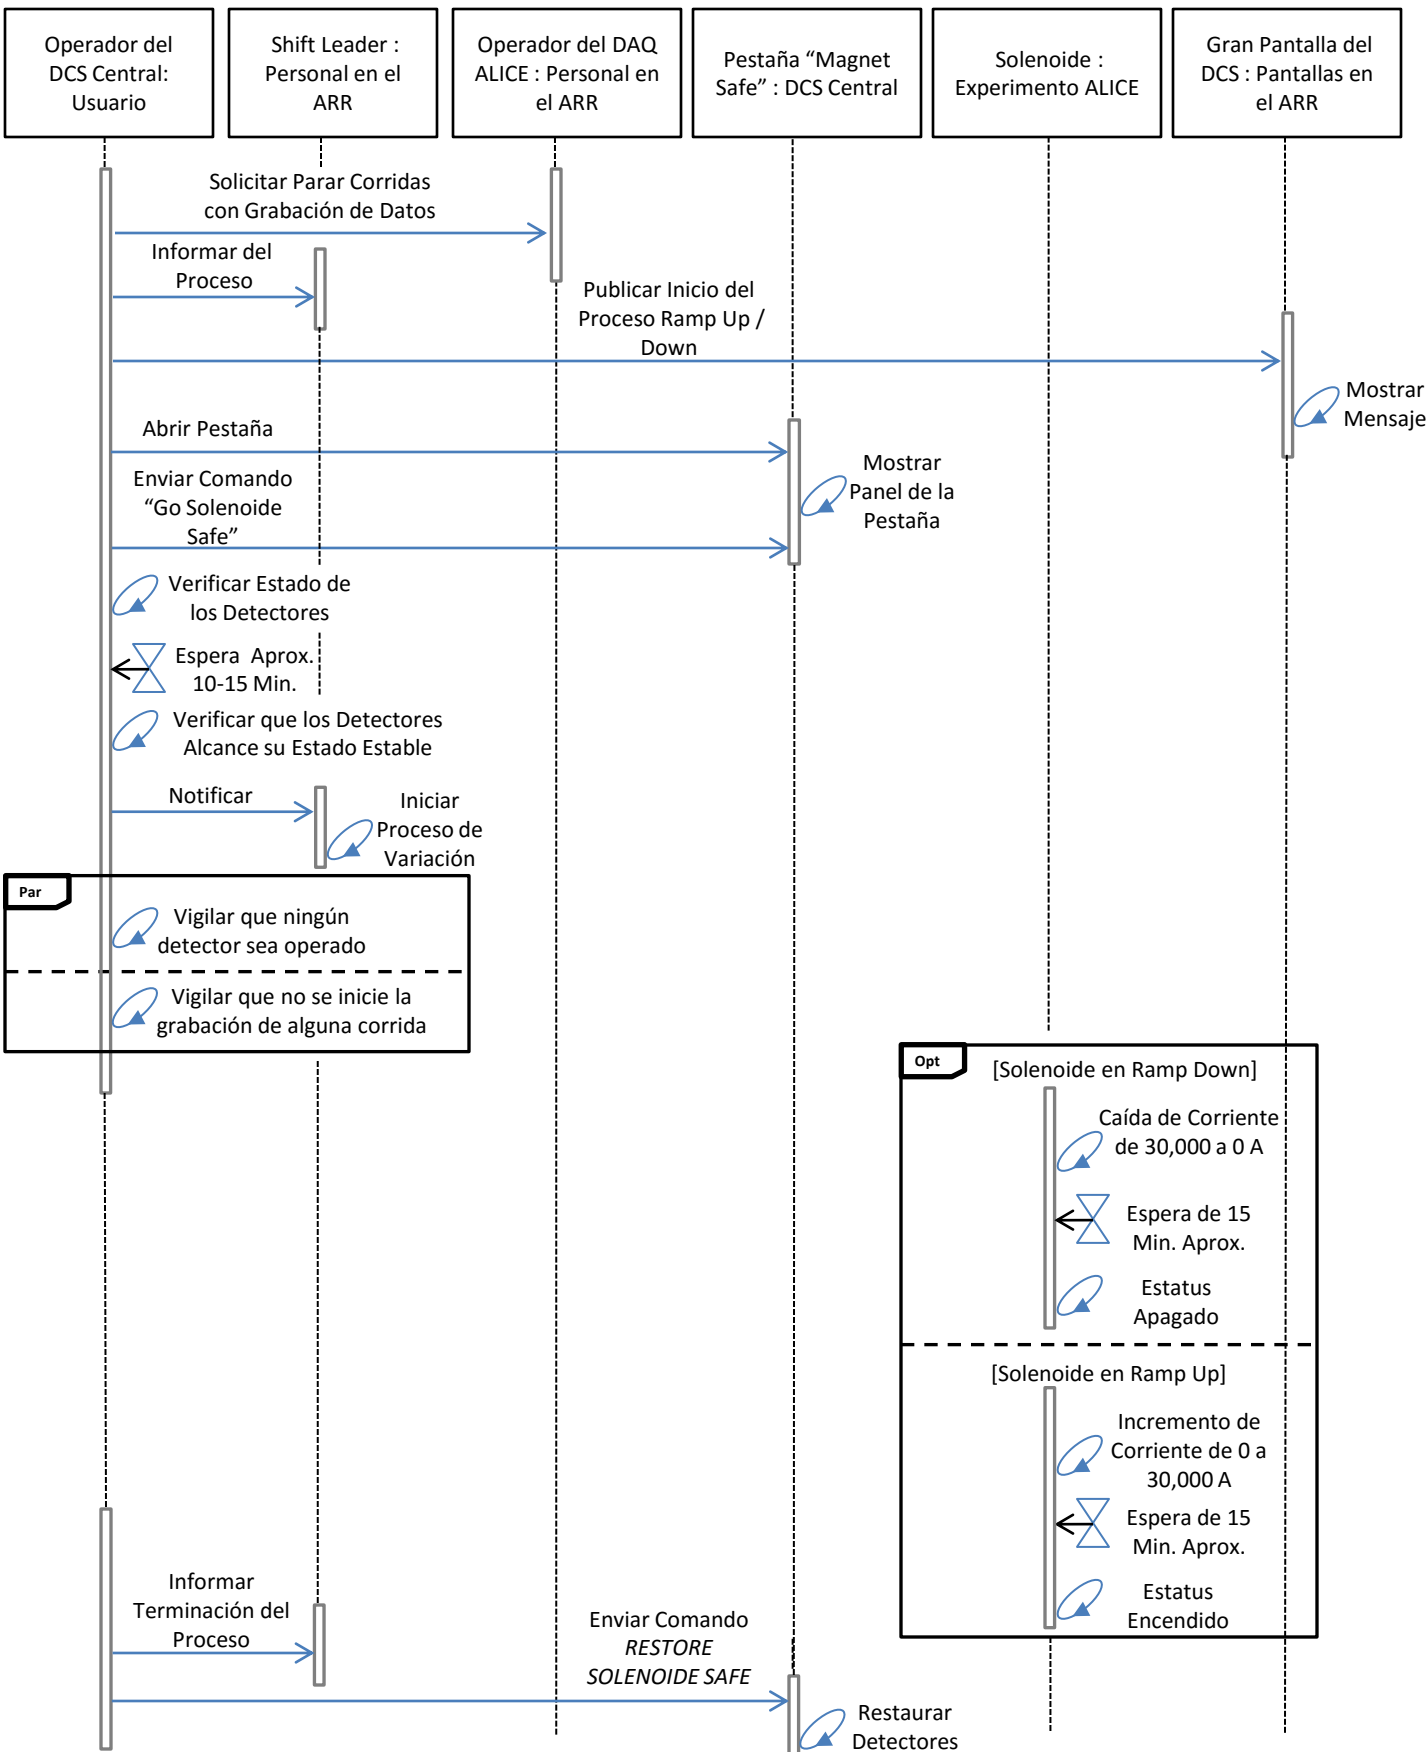 Operador del
DCS Central:
Usuario
Shift Leader :
Personal en el
ARR
Operador del DAQ
ALICE : Personal en
el ARR
Pestaña “Magnet
Safe” : DCS Central
Solenoide :
Experimento ALICE
Gran Pantalla del
DCS : Pantallas en
el ARR
Solicitar Parar Corridas
con Grabación de Datos
Informar del
Proceso
Publicar Inicio del
Proceso Ramp Up /
Down
Mostrar
Mensaje
Abrir Pestaña
Mostrar
Panel de la
Pestaña
Enviar Comando
“Go Solenoide
Safe”
Verificar Estado de
los Detectores
Espera Aprox.
10-15 Min.
Verificar que los Detectores
Alcance su Estado Estable
Notificar
Iniciar
Proceso de
Variación
Par
Vigilar que ningún
detector sea operado
Vigilar que no se inicie la
grabación de alguna corrida
Opt
[Solenoide en Ramp Down]
Caída de Corriente
de 30,000 a 0 A
Espera de 15
Min. Aprox.
Estatus
Apagado
[Solenoide en Ramp Up]
Incremento de
Corriente de 0 a
30,000 A
Espera de 15
Min. Aprox.
Estatus
Encendido
Informar
Terminación del
Proceso
Enviar Comando
RESTORE
SOLENOIDE SAFE
Restaurar
Detectores